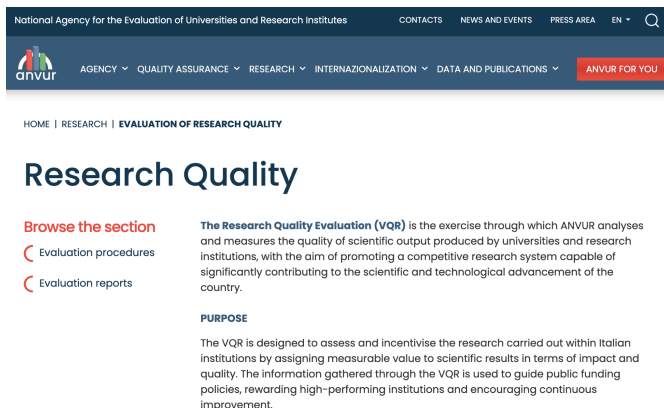 National Agency for the Evaluation of Universities and Research Institutes CONTACTS NEWS AND EVENTS PRESS AREA EN
anvur AGENCY QUALITY ASSURANCE RESEARCH INTERNAZIONALIZATION DATA AND PUBLICATIONS ANVUR FOR YOU
HOME | RESEARCH | EVALUATION OF RESEARCH QUALITY
Research Quality
Browse the section
Evaluation procedures
Evaluation reports
The Research Quality Evaluation (VQR) is the exercise through which ANVUR analyses
and measures the quality of scientific output produced by universities and research
institutions, with the aim of promoting a competitive research system capable of
significantly contributing to the scientific and technological advancement of the
country.
PURPOSE
The VQR is designed to assess and incentivise the research carried out within Italian
institutions by assigning measurable value to scientific results in terms of impact and
quality. The information gathered through the VQR is used to guide public funding
policies, rewarding high-performing institutions and encouraging continuous
improvement.